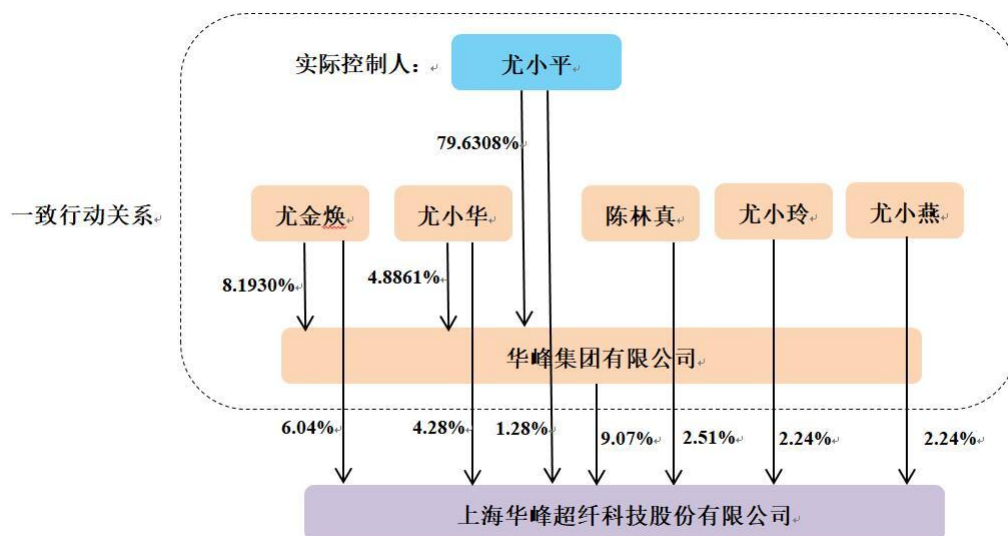 实际控制人： 尤小平
79.6308%
一致行动关系
尤金焕 尤小华 陈林真 尤小玲 尤小燕
8.1930% 4.8861%
华峰集团有限公司
6.04% 4.28% 1.28% 9.07% 2.51% 2.24% 2.24%
上海华峰超纤科技股份有限公司